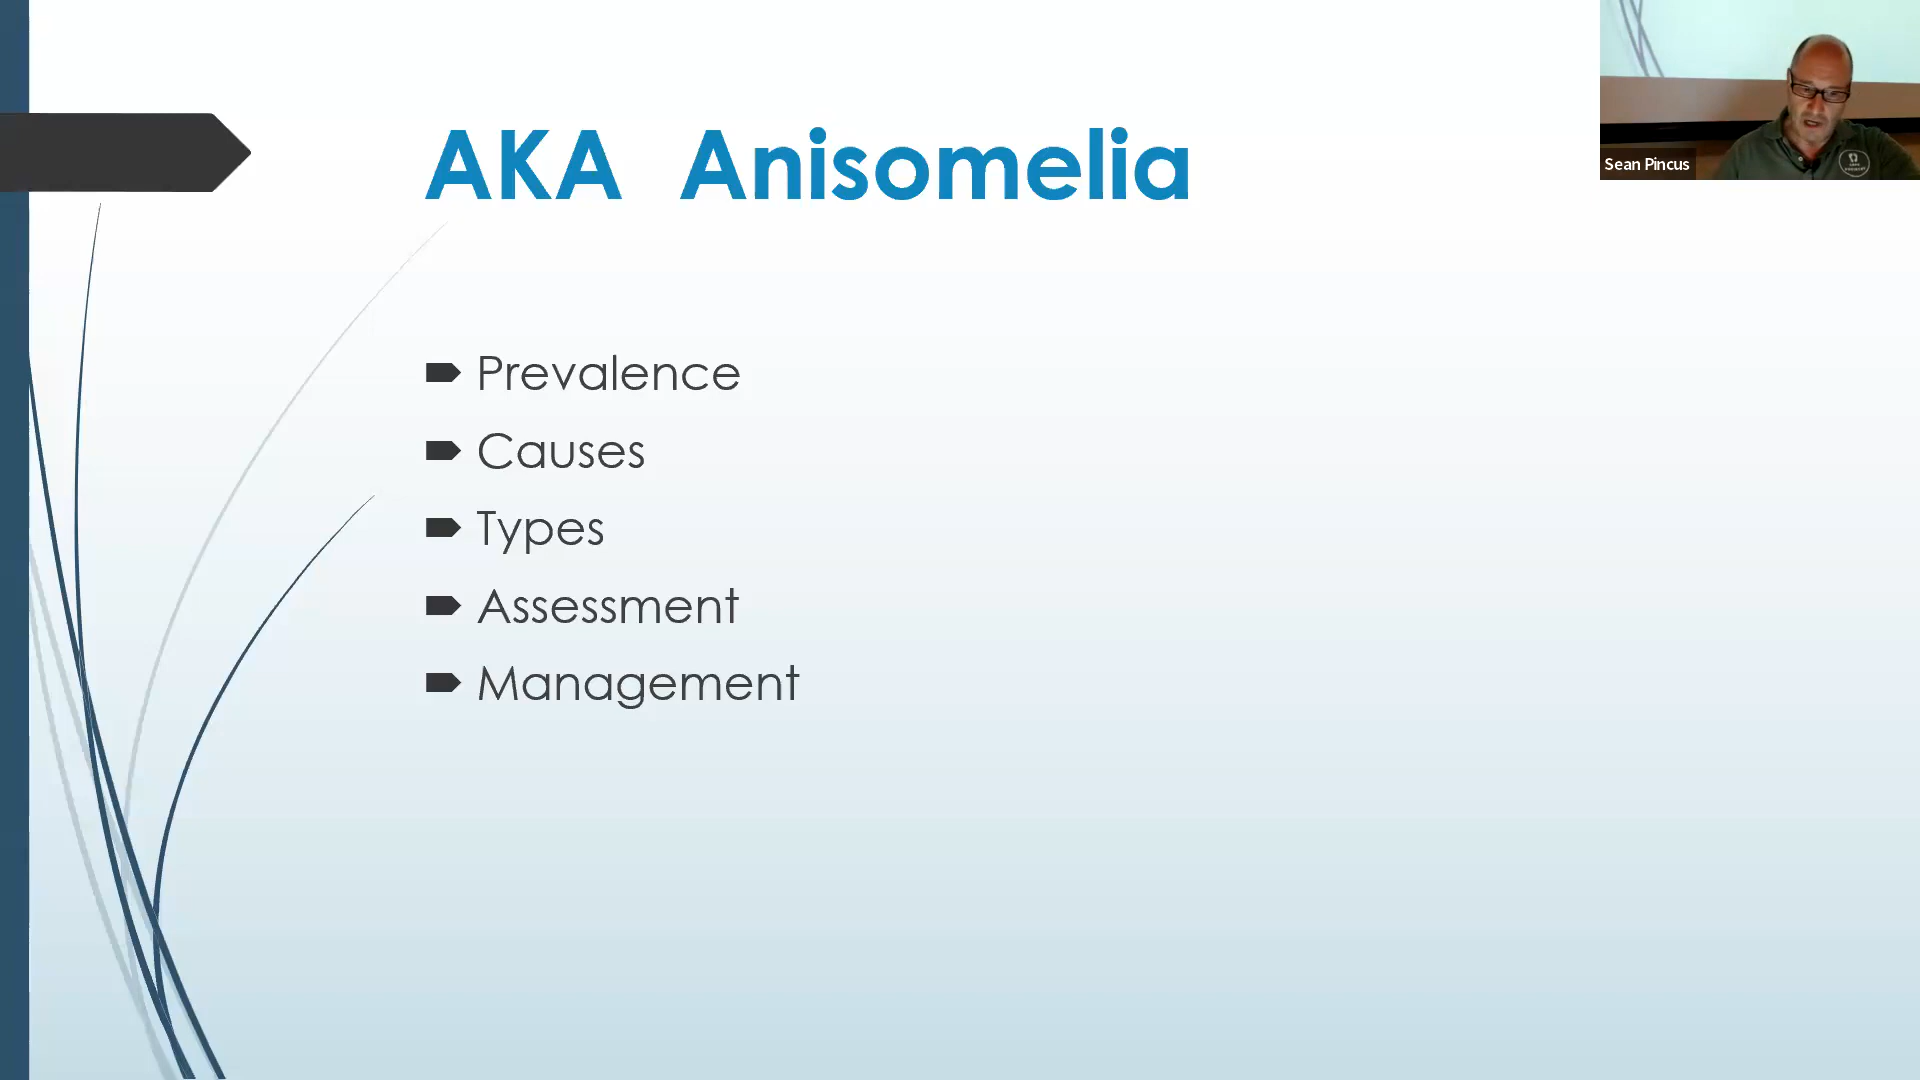 AKA Anisomelia
Prevalence
Causes
Types
Assessment
Management
Sean Pincus